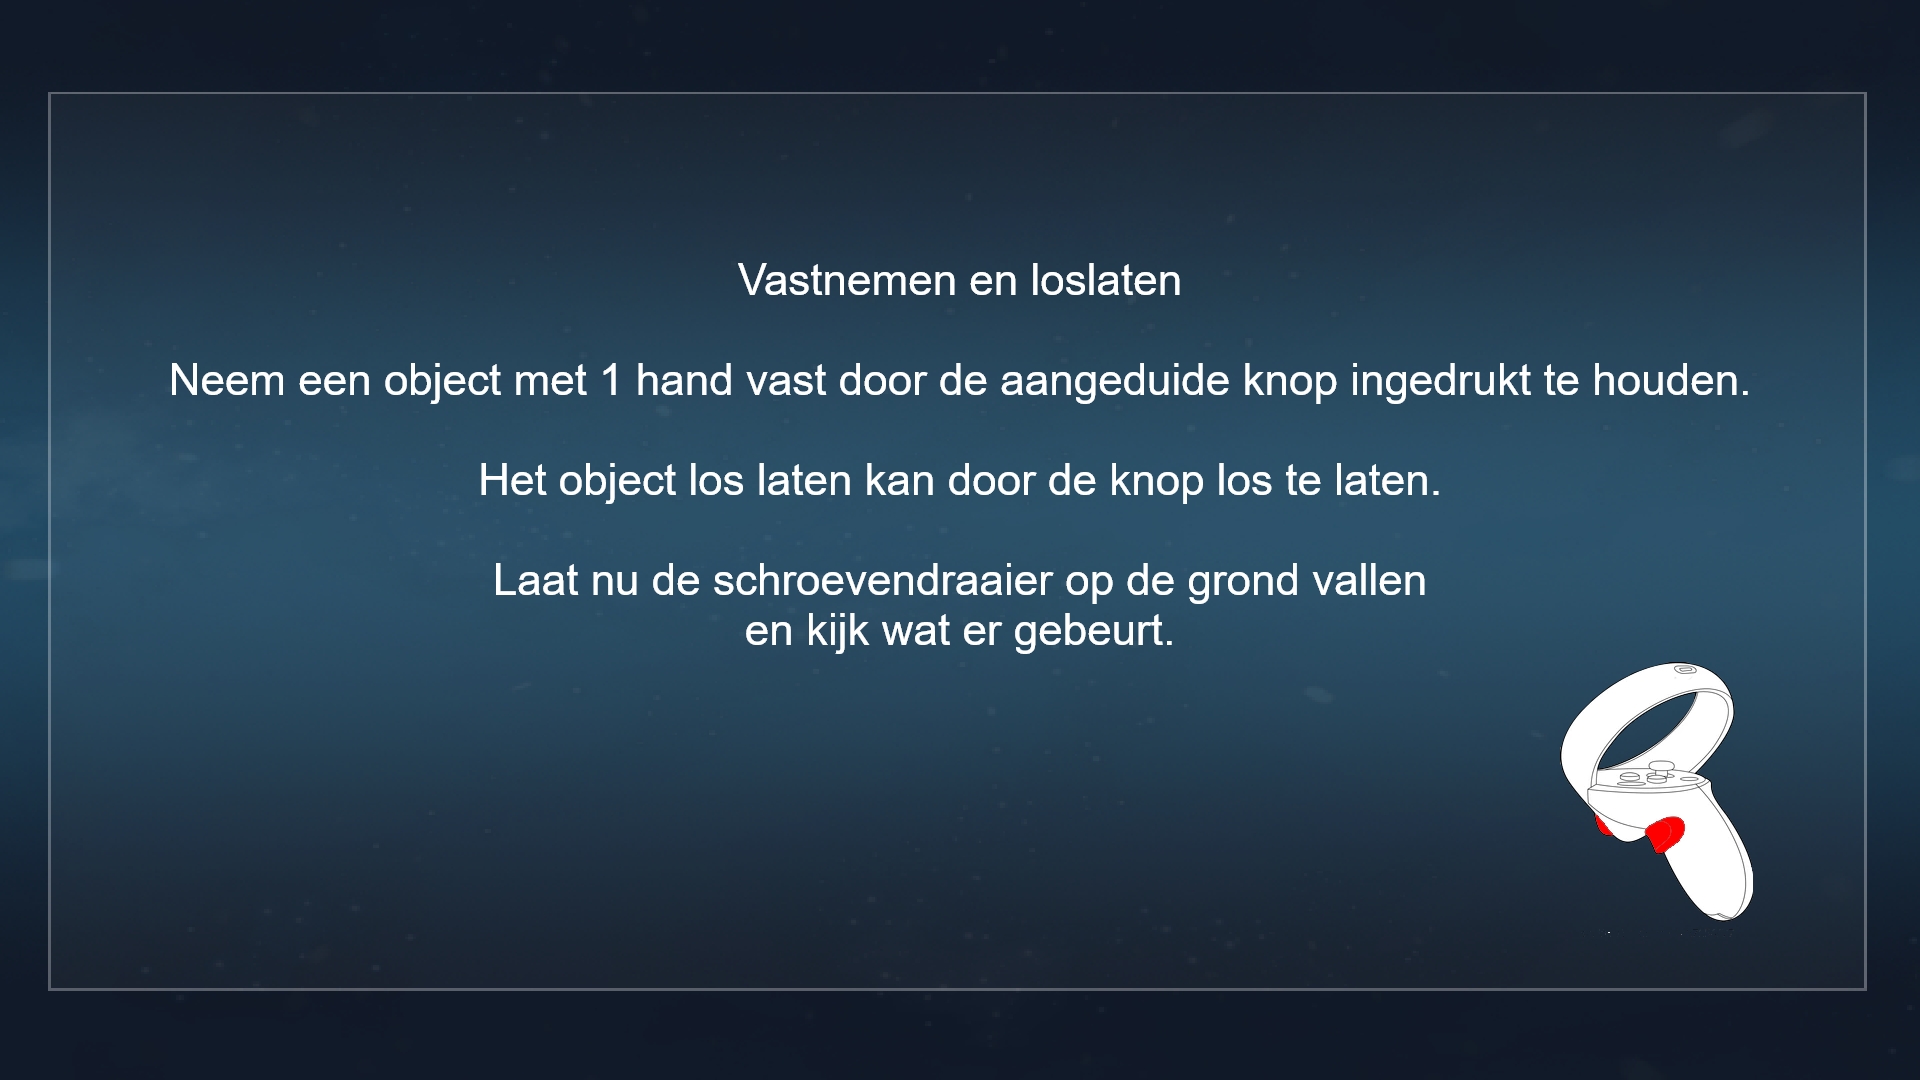 Vastnemen en loslaten
Neem een object met 1 hand vast door de aangeduide knop ingedrukt te houden.
Het object los laten kan door de knop los te laten.
Laat nu de schroevendraaier op de grond vallen
en kijk wat er gebeurt.